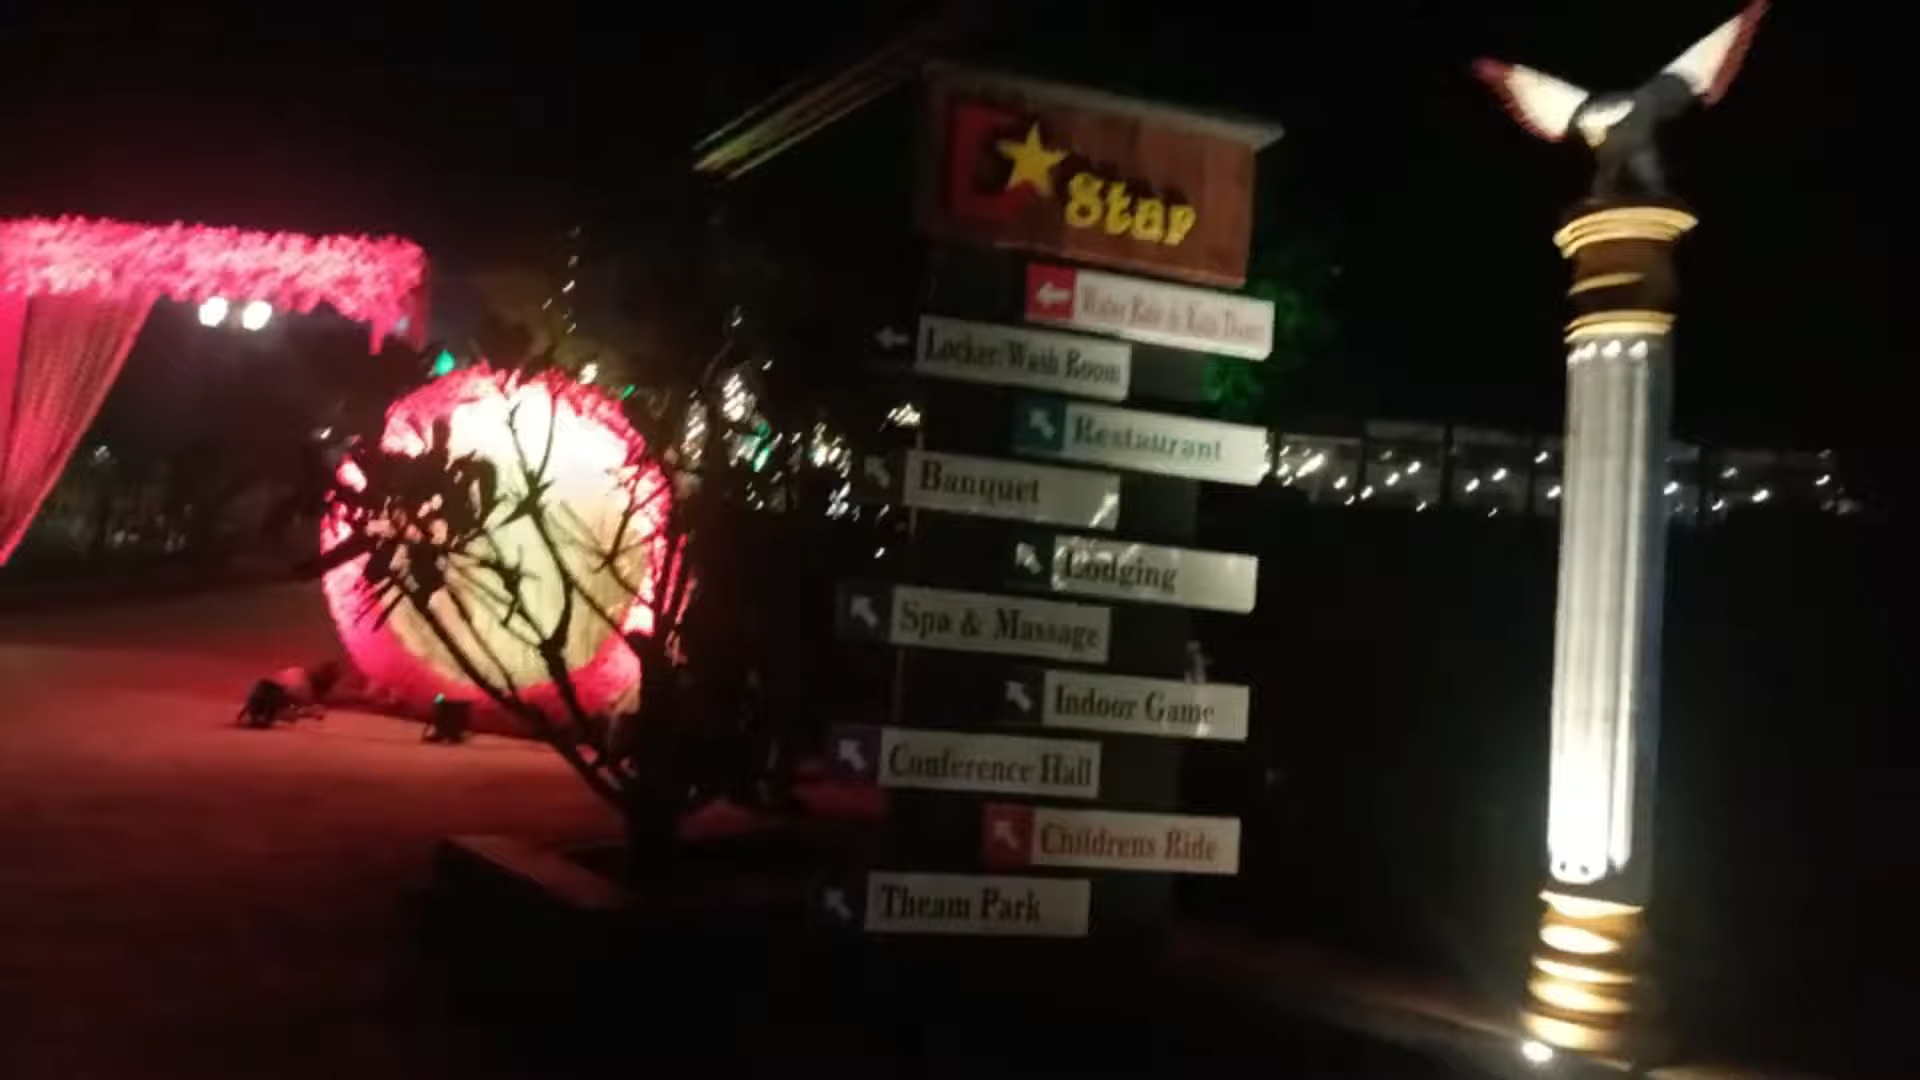 star
Water Ride & Rain Dance
Locker/Wash Room
Restaurant
Banquet
Lodging
Spa & Massage
Indoor Game
Conference Hall
Childrens Ride
Theam Park